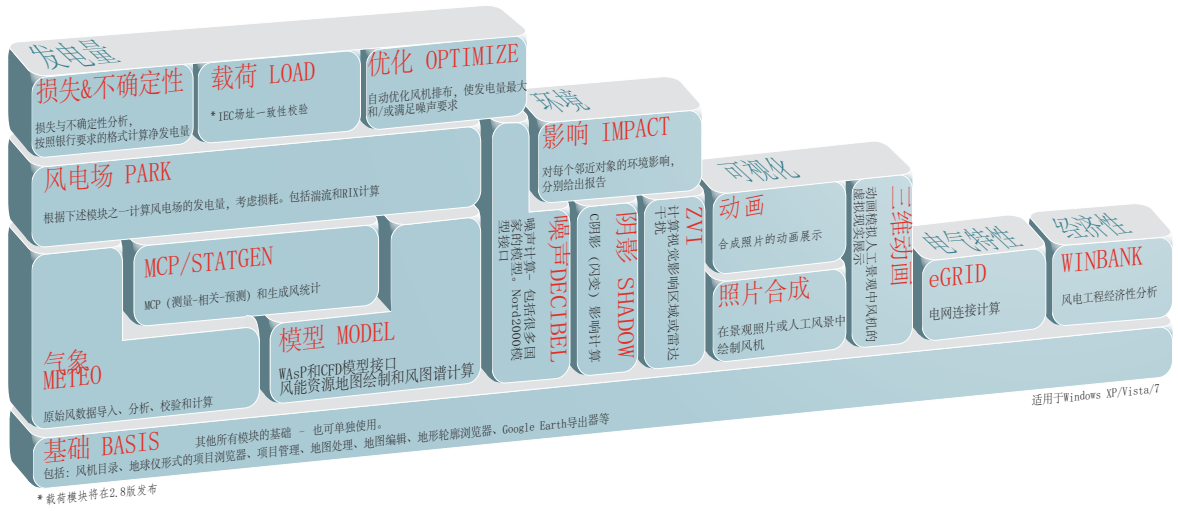 发电量
损失&不确定性
损失与不确定性分析,
按照银行要求的格式计算净发电量
载荷 LOAD
*IEC场址一致性校验
优化 OPTIMIZE
自动优化风机排布, 使发电量最大
和/或满足噪声要求
风电场 PARK
根据下述模块之一计算风电场的发电量, 考虑损耗。包括湍流和RIX计算
MCP/STATGEN
MCP (测量-相关-预测) 和生成风统计
气象
METEO
原始风数据导入、分析、校验和计算
模型 MODEL
WAsP和CFD模型接口
风能资源地图绘制和风图谱计算
环境
影响 IMPACT
对每个邻近对象的环境影响,
分别给出报告
噪声DECIBEL
噪声计算- 包括很多国
家的模型。Nord2000模
型接口
阴影 SHADOW
C阴影 (闪变) 影响计算
ZVI
计算视觉影响区域或雷达
干扰
可视化
动画
合成照片的动画展示
照片合成
在景观照片或人工风景中
绘制风机
三维动画
动画模拟人工景观中风机的
虚拟现实展示
电气特性
eGRID
电网连接计算
经济性
WINBANK
风电工程经济性分析
基础 BASIS
其他所有模块的基础 - 也可单独使用。
包括: 风机目录、地球仪形式的项目浏览器、项目管理、地图处理、地图编辑、地形轮廓浏览器、Google Earth导出器等
适用于Windows XP/Vista/7
*载荷模块将在2.8版发布